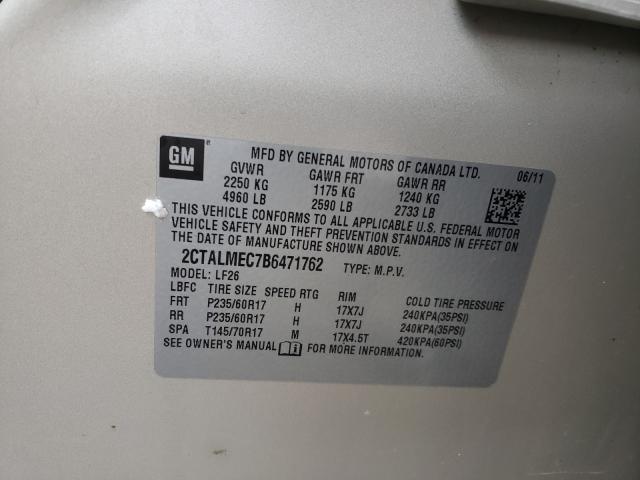 GM ®
MFD BY GENERAL MOTORS OF CANADA LTD. 06/11
GVWR GAWR FRT GAWR RR
2250 KG 1175 KG 1240 KG
4960 LB 2590 LB 2733 LB
THIS VEHICLE CONFORMS TO ALL APPLICABLE U.S. FEDERAL MOTOR
VEHICLE SAFETY AND THEFT PREVENTION STANDARDS IN EFFECT ON
THE DATE OF MANUFACTURE SHOWN ABOVE.
2CTALMEC7B6471762 TYPE: M.P.V.
MODEL: LF26
LBFC TIRE SIZE SPEED RTG RIM COLD TIRE PRESSURE
FRT P235/60R17 H 17X7J 240KPA(35PSI)
RR P235/60R17 H 17X7J 240KPA(35PSI)
SPA T145/70R17 M 17X4.5T 420KPA(60PSI)
SEE OWNER'S MANUAL FOR MORE INFORMATION.